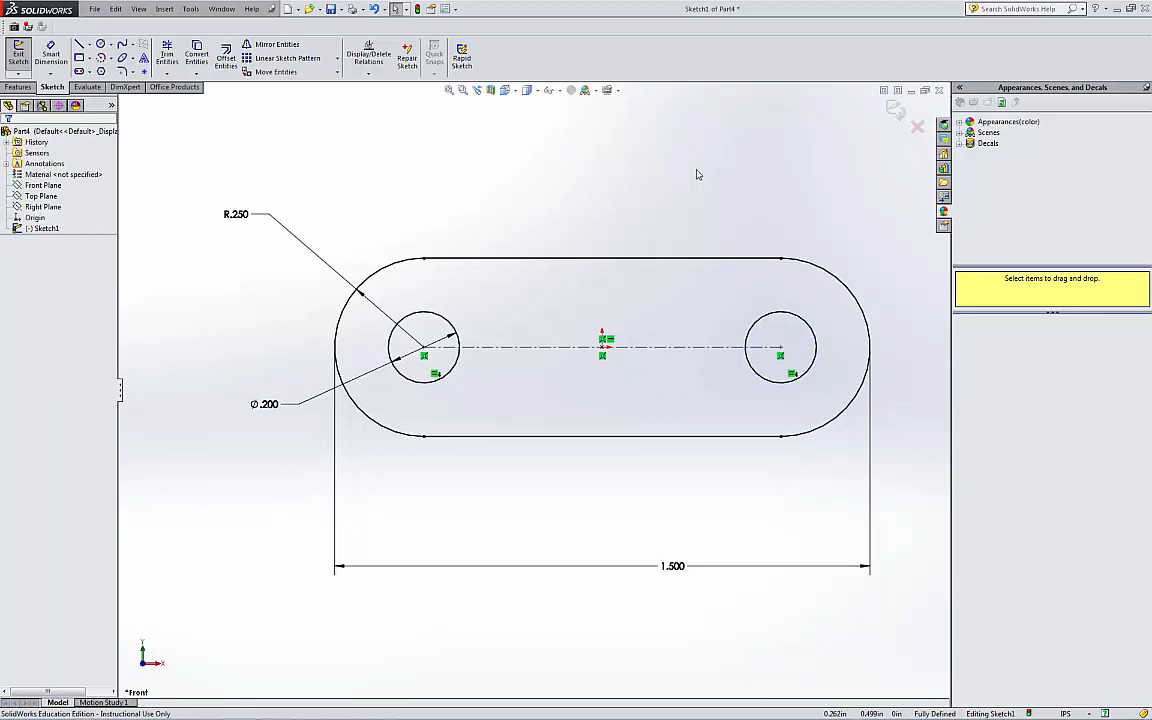 SOLIDWORKS File Edit View Insert Tools Window Help Sketch1 of Part4 * Search SolidWorks Help
Exit Sketch
Smart Dimension
Trim Entities
Convert Entities
Offset Entities
Mirror Entities
Linear Sketch Pattern
Move Entities
Display/Delete Relations
Repair Sketch
Quick Snaps
Rapid Sketch
Features Sketch Evaluate DimXpert Office Products
Appearances, Scenes, and Decals
Part4 (Default<<Default>_Displa
History
Sensors
Annotations
Material <not specified>
Front Plane
Top Plane
Right Plane
Origin
(-) Sketch1
Appearances(color)
Scenes
Decals
Select items to drag and drop.
R.250
Ø.200
1.500
4
4
Y
X
*Front
Model Motion Study 1
SolidWorks Education Edition - Instructional Use Only 0.262in 0.499in 0in Fully Defined Editing Sketch1 IPS